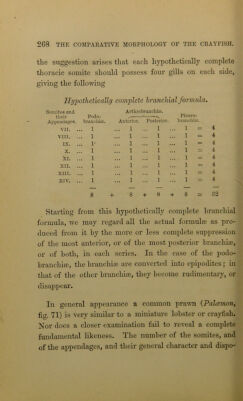 268 THE COMPARATIVE MORPHOLOGY OF THE CRAYFISH.
the suggestion arises that each hypothetically complete
thoracic somite should possess four gills on each side,
giving the following
Hypothetically complete branchial formula.
Somites and their Appendages. Podo-branchiæ. Arthrobranchiæ. Anterior. Posterior. Pleuro-branchiæ.
VII. ... 1 ... 1 ... 1 ... 1 = 4
VIII. ... 1 ... 1 ... 1 ... 1 = 4
IX. ... 1 ... 1 ... 1 ... 1 = 4
X. ... 1 ... 1 ... 1 ... 1 = 4
XI. ... 1 ... 1 ... 1 ... 1 = 4
XII. ... 1 ... 1 ... 1 ... 1 = 4
XIII. ... 1 ... 1 ... 1 ... 1 = 4
XIV. ... 1 ... 1 ... 1 ... 1 = 4
8 + 8 + 8 + 8 = 32
Starting from this hypothetically complete branchial
formula, we may regard all the actual formulæ as pro-
duced from it by the more or less complete suppression
of the most anterior, or of the most posterior branchiæ,
or of both, in each series. In the case of the podo-
branchiæ, the branchiæ are converted into epipodites; in
that of the other branchiæ, they become rudimentary, or
disappear.
In general appearance a common prawn (Palæmon,
fig. 71) is very similar to a miniature lobster or crayfish.
Nor does a closer examination fail to reveal a complete
fundamental likeness. The number of the somites, and
of the appendages, and their general character and dispo-